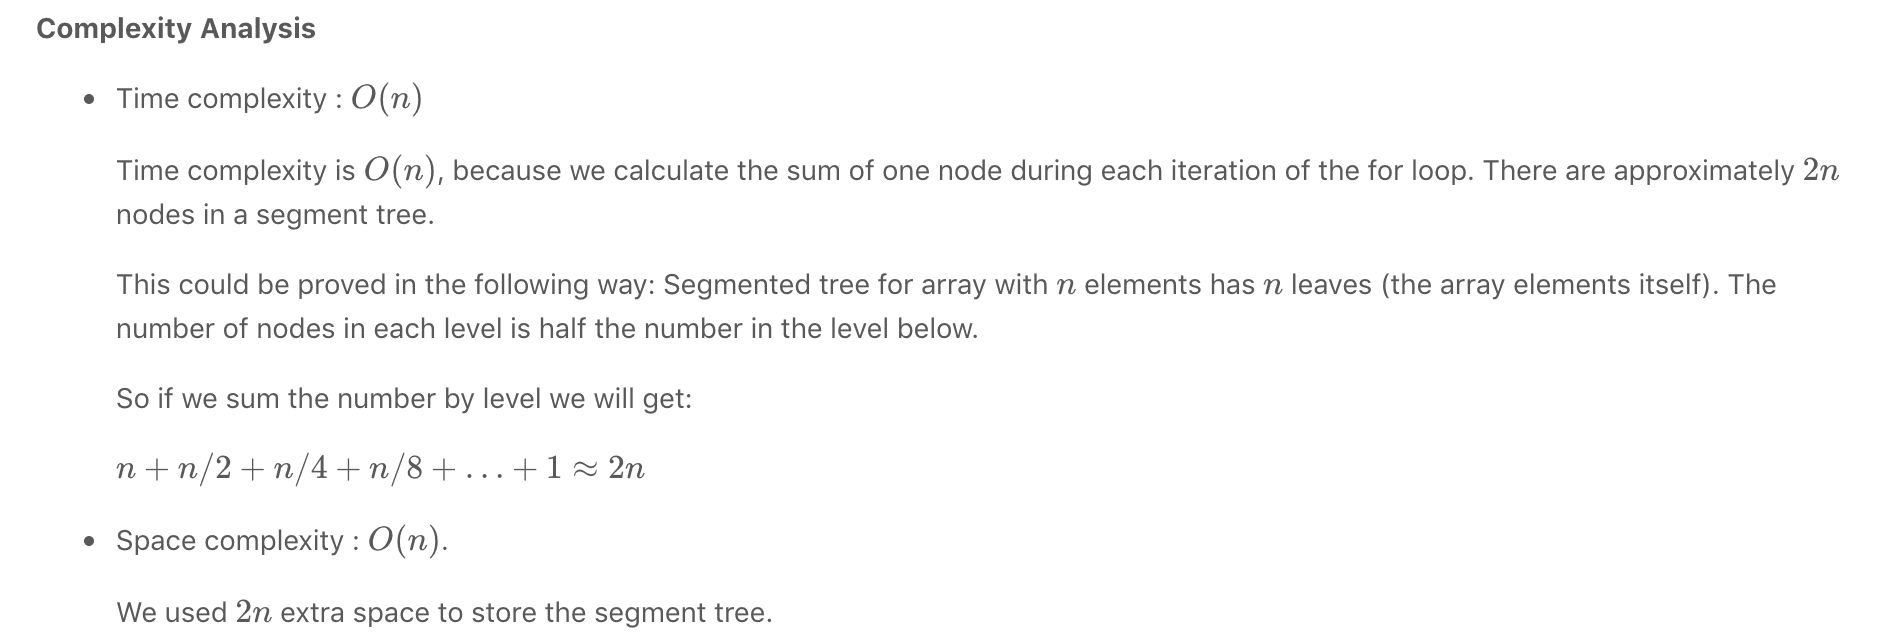 Complexity Analysis
• Time complexity : O(n)
Time complexity is O(n), because we calculate the sum of one node during each iteration of the for loop. There are approximately 2n
nodes in a segment tree.
This could be proved in the following way: Segmented tree for array with n elements has n leaves (the array elements itself). The
number of nodes in each level is half the number in the level below.
So if we sum the number by level we will get:
n + n/2 + n/4 + n/8 + . . . + 1 ≈ 2n
• Space complexity : O(n).
We used 2n extra space to store the segment tree.